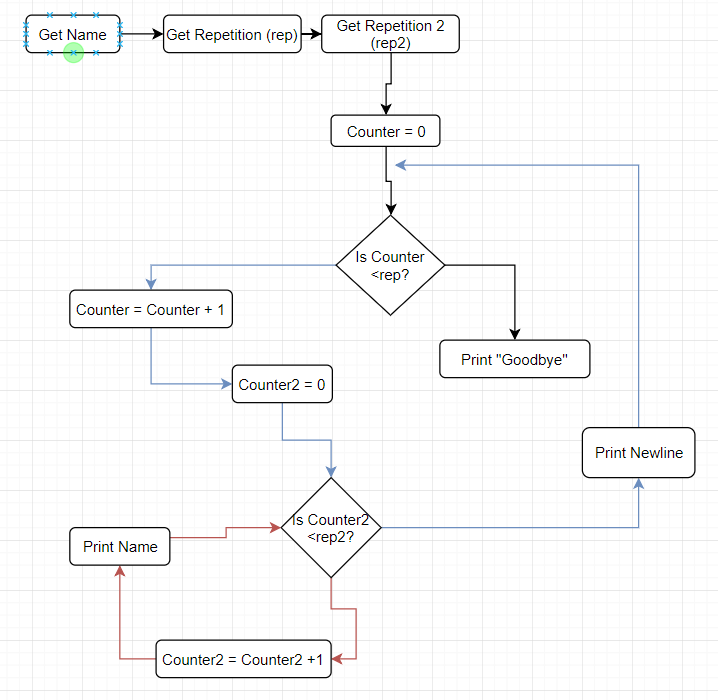 Get Name
Get Repetition (rep)
Get Repetition 2
(rep2)
Counter = 0
Is Counter
<rep?
Counter = Counter + 1
Print "Goodbye"
Counter2 = 0
Print Newline
Is Counter2
<rep2?
Print Name
Counter2 = Counter2 +1